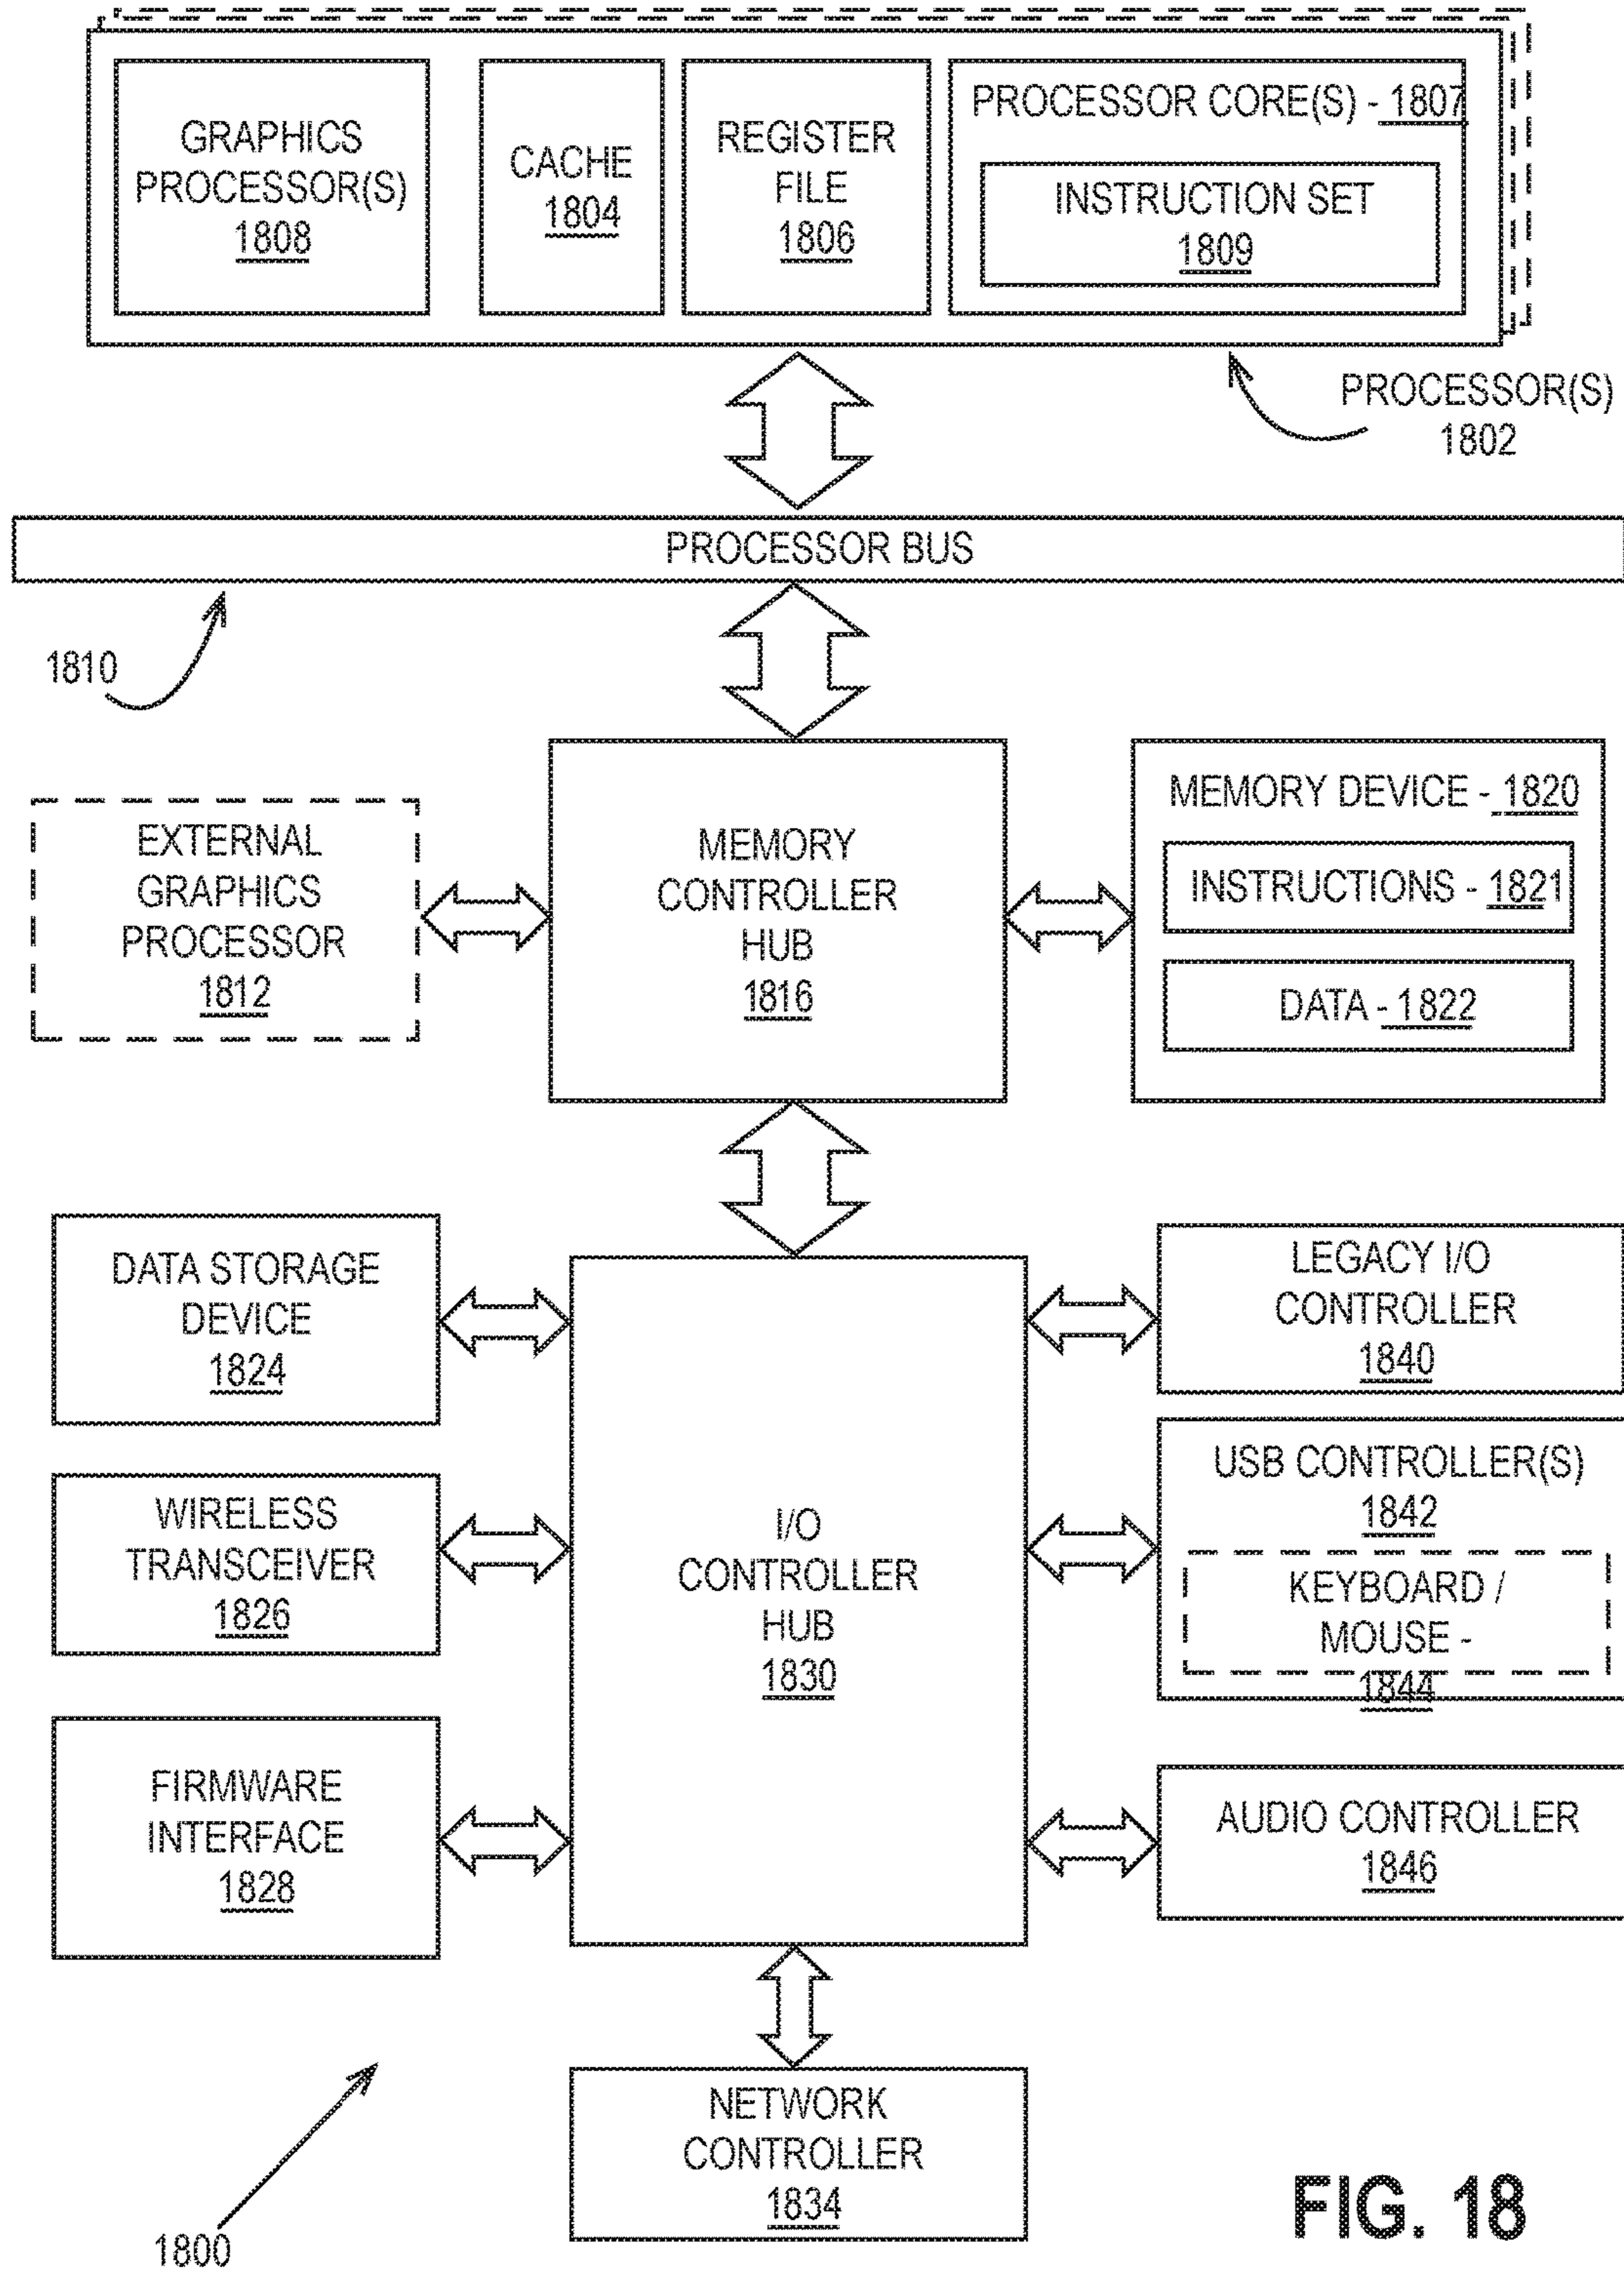 GRAPHICS
PROCESSOR(S)
1808
CACHE
1804
REGISTER
FILE
1806
PROCESSOR CORE(S) - 1807
INSTRUCTION SET
1809
PROCESSOR(S)
1802
PROCESSOR BUS
1810
EXTERNAL
GRAPHICS
PROCESSOR
1812
MEMORY
CONTROLLER
HUB
1816
MEMORY DEVICE - 1820
INSTRUCTIONS - 1821
DATA - 1822
DATA STORAGE
DEVICE
1824
WIRELESS
TRANSCEIVER
1826
FIRMWARE
INTERFACE
1828
I/O
CONTROLLER
HUB
1830
LEGACY I/O
CONTROLLER
1840
USB CONTROLLER(S)
1842
KEYBOARD /
MOUSE -
1844
AUDIO CONTROLLER
1846
NETWORK
CONTROLLER
1834
1800
FIG. 18